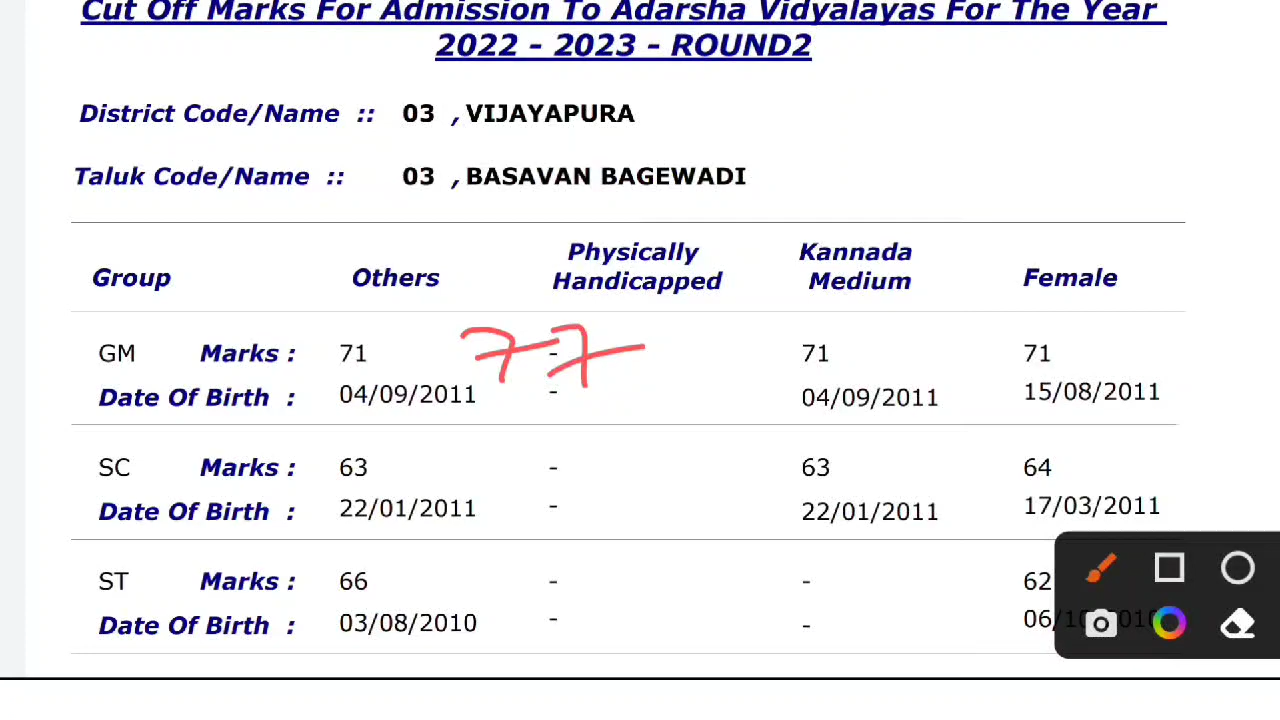 Cut Off Marks For Admission To Adarsha Vidyalayas For The Year
2022 - 2023 - ROUND2
District Code/Name :: 03 , VIJAYAPURA
Taluk Code/Name :: 03 , BASAVAN BAGEWADI
Group Others Physically Handicapped Kannada Medium Female
GM Marks : 71 - 71 71
77
Date Of Birth : 04/09/2011 - 04/09/2011 15/08/2011
SC Marks : 63 - 63 64
Date Of Birth : 22/01/2011 - 22/01/2011 17/03/2011
ST Marks : 66 - - 62
Date Of Birth : 03/08/2010 - -